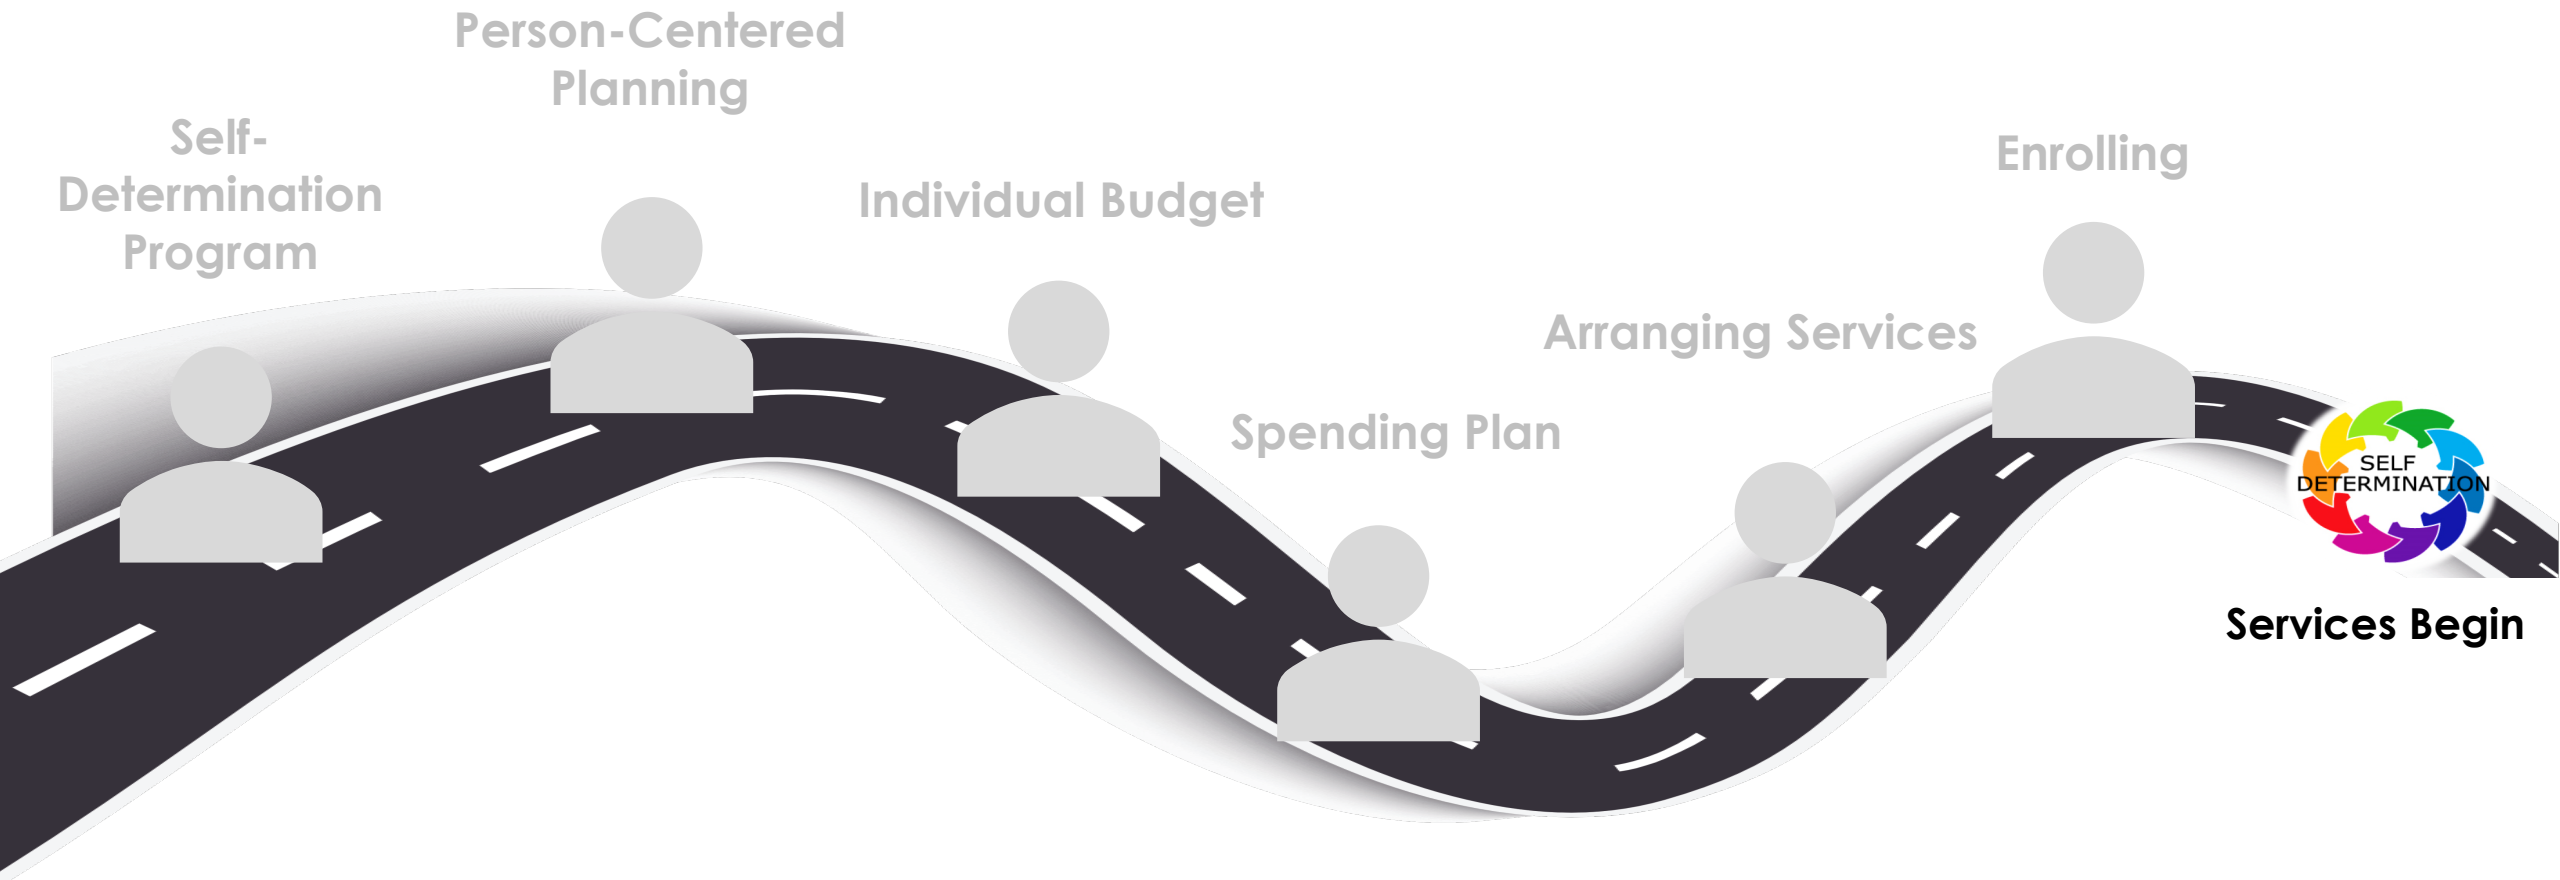 Self-
Determination
Program
Person-Centered
Planning
Individual Budget
Spending Plan
Arranging Services
Enrolling
SELF
DETERMINATION
Services Begin